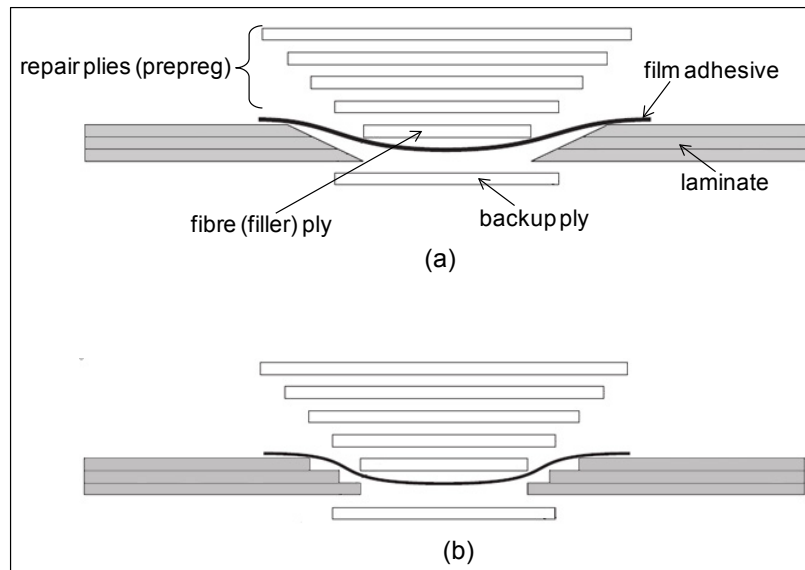 repair plies (prepreg)
film adhesive
laminate
fibre (filler) ply
backup ply
(a)
(b)